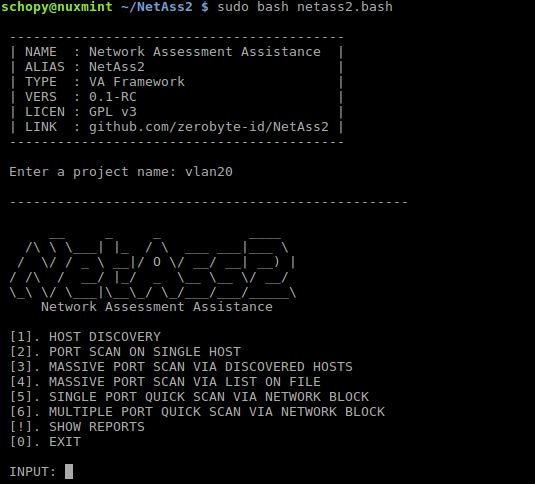 schopy@nuxmint ~/NetAss2 $ sudo bash netass2.bash
------------------------------------------
| NAME  : Network Assessment Assistance  |
| ALIAS : NetAss2                        |
| TYPE  : VA Framework                   |
| VERS  : 0.1-RC                         |
| LICEN : GPL v3                         |
| LINK  : github.com/zerobyte-id/NetAss2 |
------------------------------------------
Enter a project name: vlan20
--------------------------------------------------
Network Assessment Assistance
[1]. HOST DISCOVERY
[2]. PORT SCAN ON SINGLE HOST
[3]. MASSIVE PORT SCAN VIA DISCOVERED HOSTS
[4]. MASSIVE PORT SCAN VIA LIST ON FILE
[5]. SINGLE PORT QUICK SCAN VIA NETWORK BLOCK
[6]. MULTIPLE PORT QUICK SCAN VIA NETWORK BLOCK
[!]. SHOW REPORTS
[0]. EXIT
INPUT: